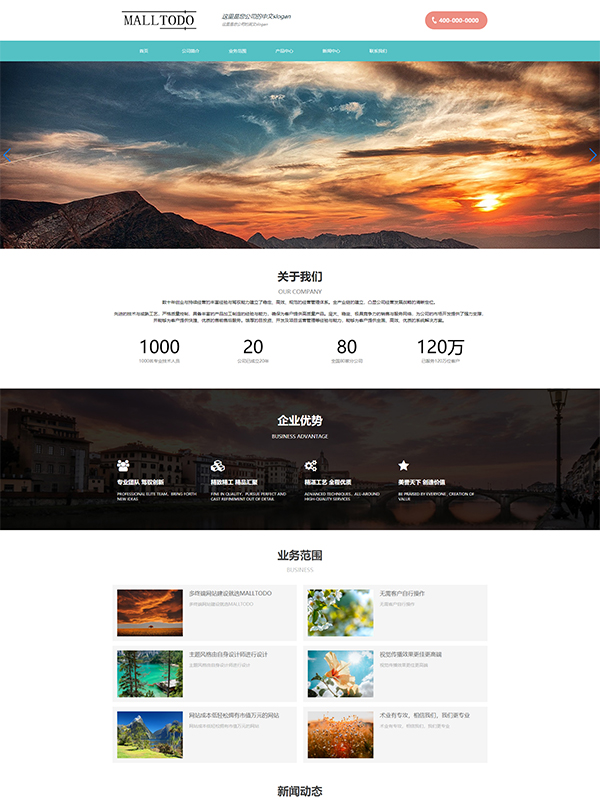 MALLTODO
这里是您公司的中文slogan
这里是您公司的英文slogan
400-000-0000
首页 公司简介 业务范围 产品中心 新闻中心 联系我们
关于我们
OUR COMPANY
1000 20 80 120万
1000名专业技术人员 公司已成立20年 全国80家分公司 已服务120万位客户
企业优势
BUSINESS ADVANTAGE
专业团队 驾驭创新
PROFESSIONAL ELITE TEAM, BRING FORTH
NEW IDEAS
精致精工 精品汇聚
FINE IN QUALITY, PURSUE PERFECT AND
CAST REFINEMENT OUT OF DETAIL
精湛工艺 全程优质
ADVANCED TECHNIQUES, ALL-AROUND
HIGH QUALITY SERVICES
美誉天下 创造价值
BE PRAISED BY EVERYONE, CREATION OF
VALUE
业务范围
BUSINESS
多终端网站建设就选MALLTODO
多终端网站建设就选MALLTODO
无需客户自行操作
无需客户自行操作
主题风格由自身设计师进行设计
主题风格由自身设计师进行设计
视觉传播效果更佳更高端
视觉传播效果更佳更高端
网站成本低轻松拥有市值万元的网站
网站成本低轻松拥有市值万元的网站
术业有专攻，相信我们，我们更专业
术业有专攻，相信我们，我们更专业
新闻动态